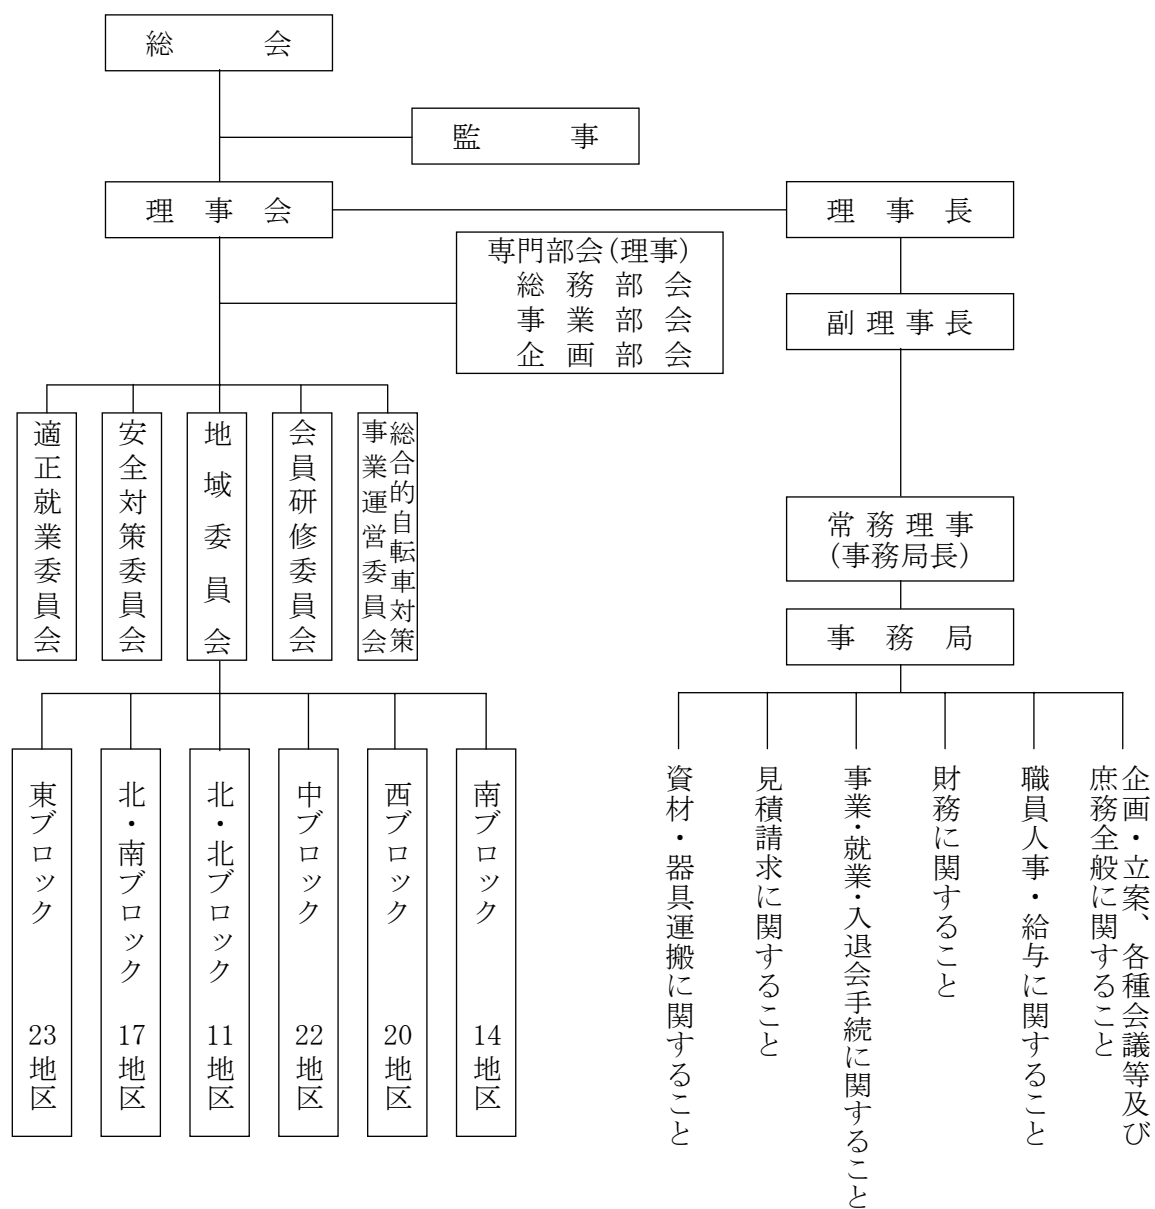 総会
監事
理事会
理事長
専門部会(理事)
総務部会
事業部会
企画部会
副理事長
常務理事
(事務局長)
事務局
適正就業委員会
安全対策委員会
地域委員会
会員研修委員会
総合的自転車対策
事業運営委員会
東ブロック 23地区
北・南ブロック 17地区
北・北ブロック 11地区
中ブロック 22地区
西ブロック 20地区
南ブロック 14地区
資材・器具運搬に関すること
見積請求に関すること
事業・就業・入退会手続に関すること
財務に関すること
職員人事・給与に関すること
企画・立案、各種会議等及び
庶務全般に関すること